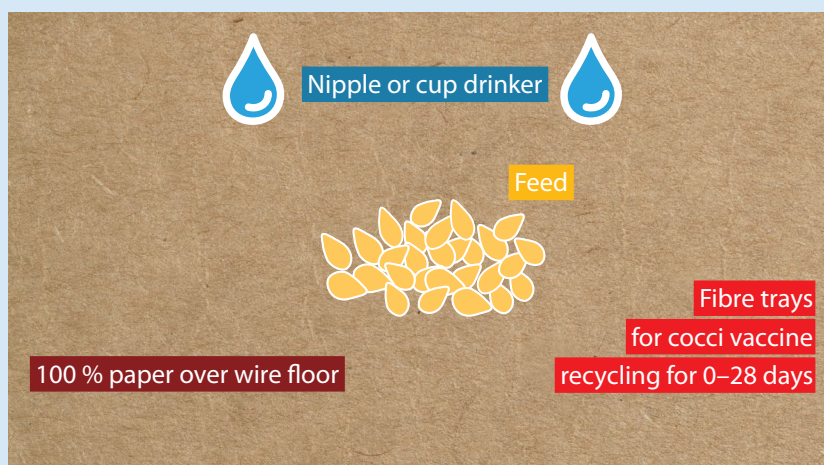 Nipple or cup drinker
Feed
Fibre trays
for cocci vaccine
recycling for 0–28 days
100 % paper over wire floor